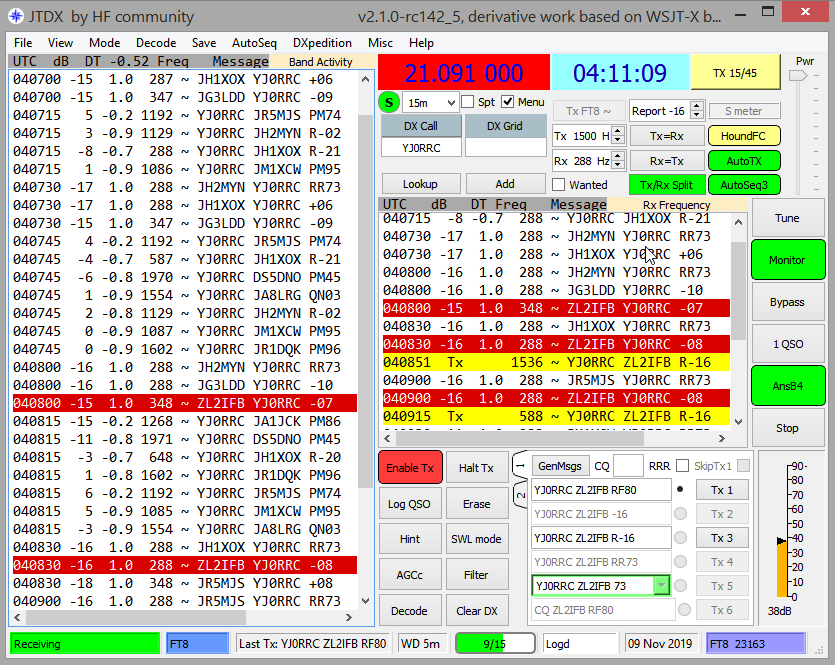 JTDX by HF community
v2.1.0-rc142_5, derivative work based on WSJT-X b...
File View Mode Decode Save AutoSeq DXpedition Misc Help
UTC dB DT -0.52 Freq Message Band Activity
040700 -15 1.0 287 ~ JH1XOX YJ0RRC +06
040700 -15 1.0 347 ~ JG3LDD YJ0RRC -09
040715 5 -0.2 1192 ~ YJ0RRC JR5MJS PM74
040715 3 -0.9 1129 ~ YJ0RRC JH2MYN R-02
040715 -8 -0.7 288 ~ YJ0RRC JH1XOX R-21
040715 1 -0.9 1086 ~ YJ0RRC JM1XCW PM95
040730 -17 1.0 288 ~ JH2MYN YJ0RRC RR73
040730 -17 1.0 288 ~ JH1XOX YJ0RRC +06
040730 -15 1.0 347 ~ JG3LDD YJ0RRC -09
040745 4 -0.2 1192 ~ YJ0RRC JR5MJS PM74
040745 -4 -0.7 587 ~ YJ0RRC JH1XOX R-21
040745 -6 -0.8 1970 ~ YJ0RRC DS5DNO PM45
040745 1 -0.9 1554 ~ YJ0RRC JA8LRG QN03
040745 2 -0.8 1129 ~ YJ0RRC JH2MYN R-02
040745 0 -0.9 1087 ~ YJ0RRC JM1XCW PM95
040745 0 -0.9 1602 ~ YJ0RRC JR1DQK PM96
040800 -16 1.0 288 ~ JH2MYN YJ0RRC RR73
040800 -16 1.0 288 ~ JG3LDD YJ0RRC -10
040800 -15 1.0 348 ~ ZL2IFB YJ0RRC -07
040815 -15 -0.2 1268 ~ YJ0RRC JA1JCK PM86
040815 -11 -0.8 1971 ~ YJ0RRC DS5DNO PM45
040815 -3 -0.7 648 ~ YJ0RRC JH1XOX R-20
040815 1 -0.8 1602 ~ YJ0RRC JR1DQK PM96
040815 6 -0.2 1192 ~ YJ0RRC JR5MJS PM74
040815 5 -0.9 1085 ~ YJ0RRC JM1XCW PM95
040815 -3 -0.9 1554 ~ YJ0RRC JA8LRG QN03
040830 -16 1.0 288 ~ JH1XOX YJ0RRC RR73
040830 -16 1.0 288 ~ ZL2IFB YJ0RRC -08
040830 -18 1.0 348 ~ JR5MJS YJ0RRC +08
040900 -16 1.0 288 ~ JR5MJS YJ0RRC RR73
21.091 000
04:11:09
TX 15/45
Pwr
S 15m Spt Menu
Tx FT8 ~ Report -16 S meter
DX Call DX Grid
YJ0RRC
Tx 1500 H Tx=Rx HoundFC
Rx 288 Hz Rx=Tx AutoTX
Lookup Add Wanted Tx/Rx Split AutoSeq3
UTC dB DT Freq Message Rx Frequency
040715 -8 -0.7 288 ~ YJ0RRC JH1XOX R-21
040730 -17 1.0 288 ~ JH2MYN YJ0RRC RR73
040730 -17 1.0 288 ~ JH1XOX YJ0RRC +06
040800 -16 1.0 288 ~ JH2MYN YJ0RRC RR73
040800 -16 1.0 288 ~ JG3LDD YJ0RRC -10
040800 -15 1.0 348 ~ ZL2IFB YJ0RRC -07
040830 -16 1.0 288 ~ JH1XOX YJ0RRC RR73
040830 -16 1.0 288 ~ ZL2IFB YJ0RRC -08
040851 Tx 1536 ~ YJ0RRC ZL2IFB R-16
040900 -16 1.0 288 ~ JR5MJS YJ0RRC RR73
040900 -16 1.0 288 ~ ZL2IFB YJ0RRC -08
040915 Tx 588 ~ YJ0RRC ZL2IFB R-16
Tune
Monitor
Bypass
1 QSO
AnsB4
Stop
Enable Tx Halt Tx
Log QSO Erase
Hint SWL mode
AGCc Filter
Decode Clear DX
1
2
GenMsgs CQ RRR SkipTx1
YJ0RRC ZL2IFB RF80 Tx 1
YJ0RRC ZL2IFB -16 Tx 2
YJ0RRC ZL2IFB R-16 Tx 3
YJ0RRC ZL2IFB RR73 Tx 4
YJ0RRC ZL2IFB 73 Tx 5
CQ ZL2IFB RF80 Tx 6
90
80
70
60
50
40
30
20
10
0
38dB
Receiving FT8 Last Tx: YJ0RRC ZL2IFB RF80 WD 5m 9/15 Logd 09 Nov 2019 FT8 23163